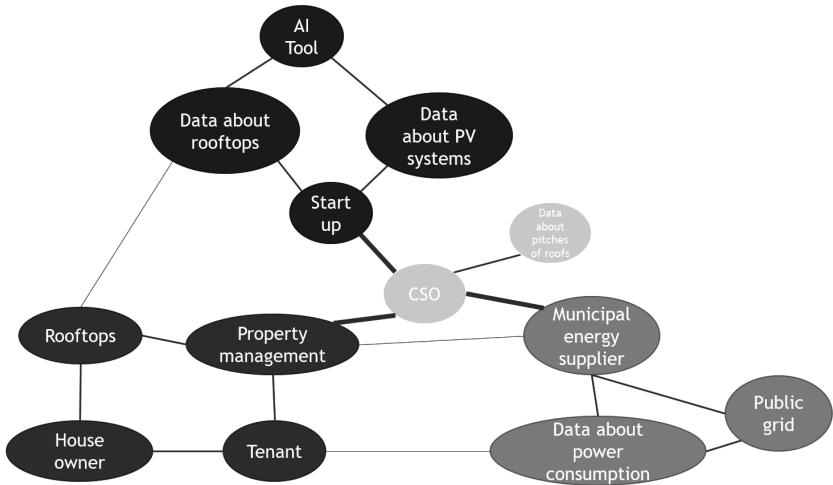 AI
Tool
Data about
rooftops
Data
about PV
systems
Start
up
Data
about
pitches
of roofs
CSO
Rooftops
Property
management
Municipal
energy
supplier
Public
grid
House
owner
Tenant
Data about
power
consumption